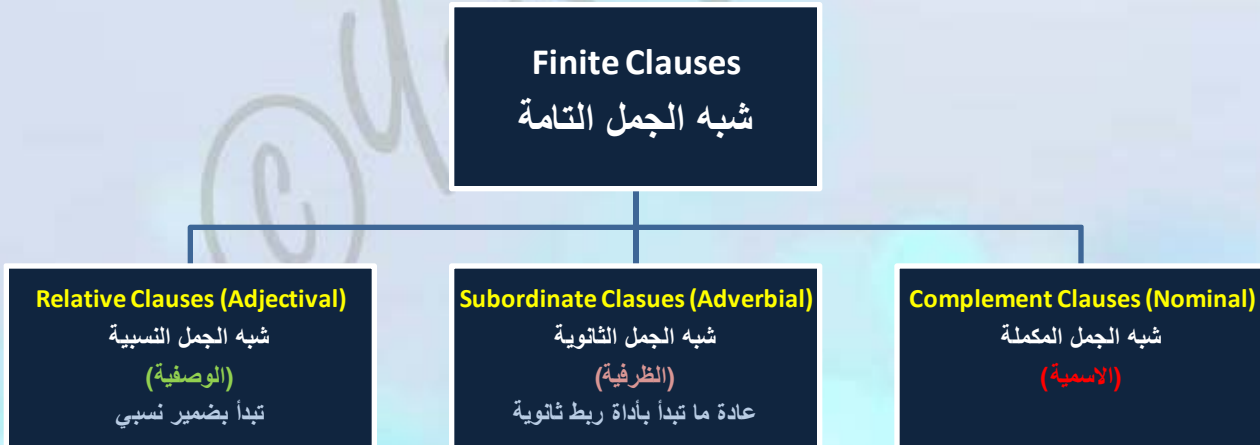 Finite Clauses
شبه الجمل التامة
Relative Clauses (Adjectival)
شبه الجمل النسبية
(الوصفية)
تبدأ بضمير نسبي
Subordinate Clasues (Adverbial)
شبه الجمل الثانوية
(الظرفية)
عادة ما تبدأ بأداة ربط ثانوية
Complement Clauses (Nominal)
شبه الجمل المكملة
(الاسمية)